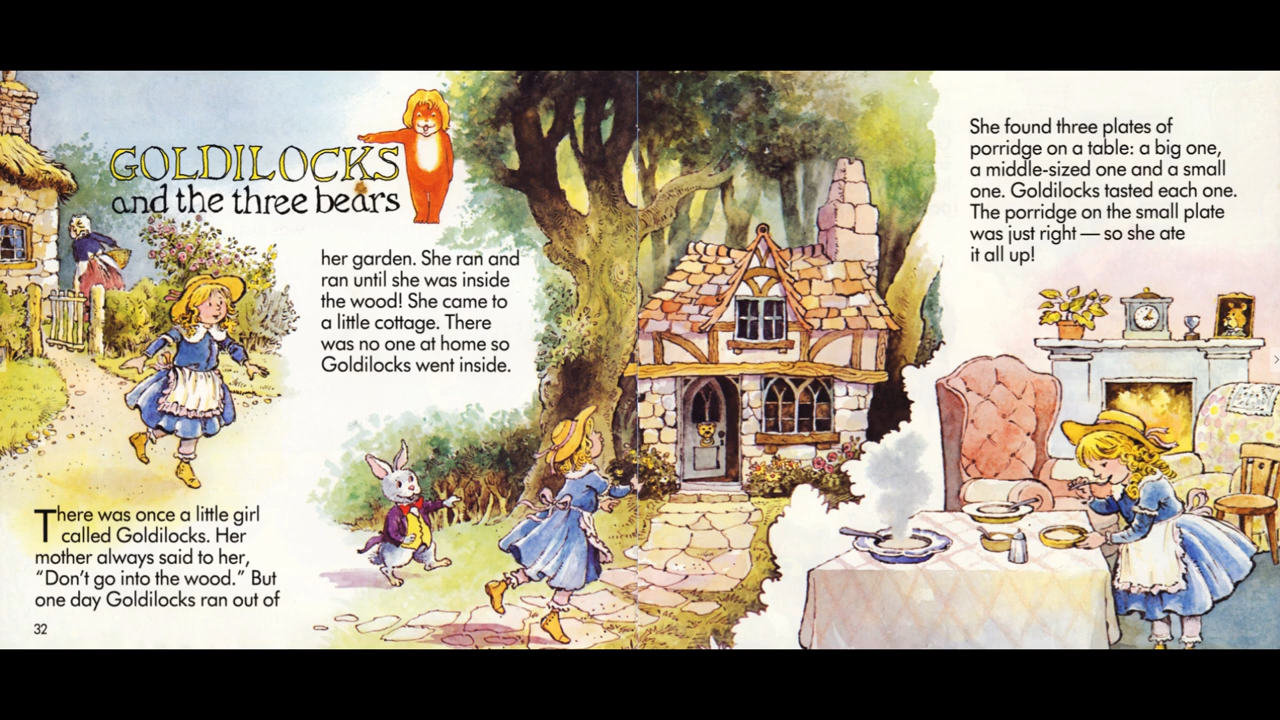 GOLDILOCKS
and the three bears
There was once a little girl
called Goldilocks. Her
mother always said to her,
“Don’t go into the wood.” But
one day Goldilocks ran out of
32
her garden. She ran and
ran until she was inside
the wood! She came to
a little cottage. There
was no one at home so
Goldilocks went inside.
She found three plates of
porridge on a table: a big one,
a middle-sized one and a small
one. Goldilocks tasted each one.
The porridge on the small plate
was just right — so she ate
it all up!